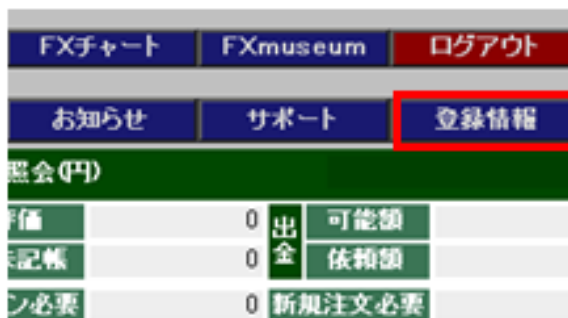 FXチャート FXmuseum ログアウト
お知らせ サポート 登録情報
照会(円)
評価 0 出金 可能額
未記帳 0 依頼額
ン必要 0 新規注文必要